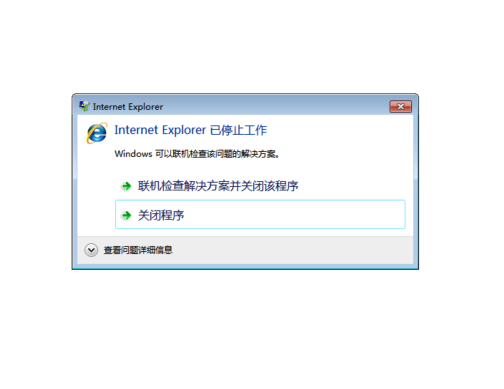 Internet Explorer
Internet Explorer 已停止工作
Windows 可以联机检查该问题的解决方案。
联机检查解决方案并关闭该程序
关闭程序
查看问题详细信息